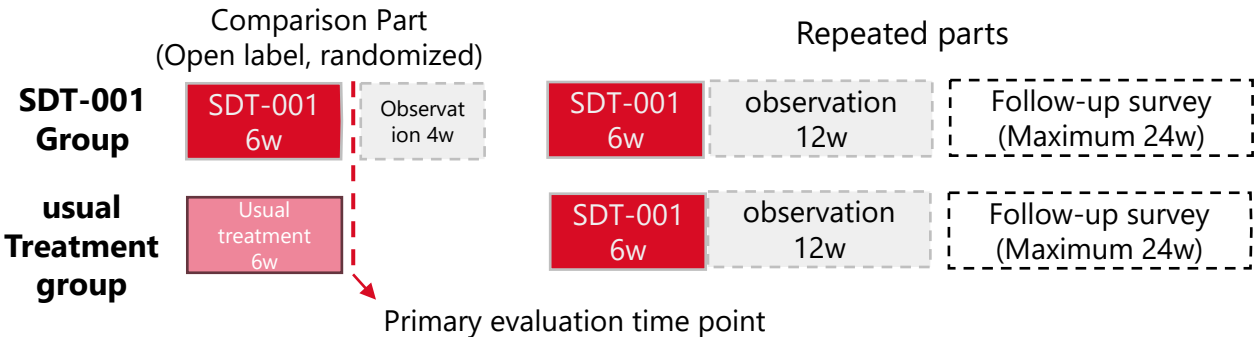 Comparison Part
(Open label, randomized)
Repeated parts
SDT-001
Group
SDT-001
6w
Observat
ion 4w
SDT-001
6w
observation
12w
Follow-up survey
(Maximum 24w)
usual
Treatment
group
Usual
treatment
6w
SDT-001
6w
observation
12w
Follow-up survey
(Maximum 24w)
Primary evaluation time point